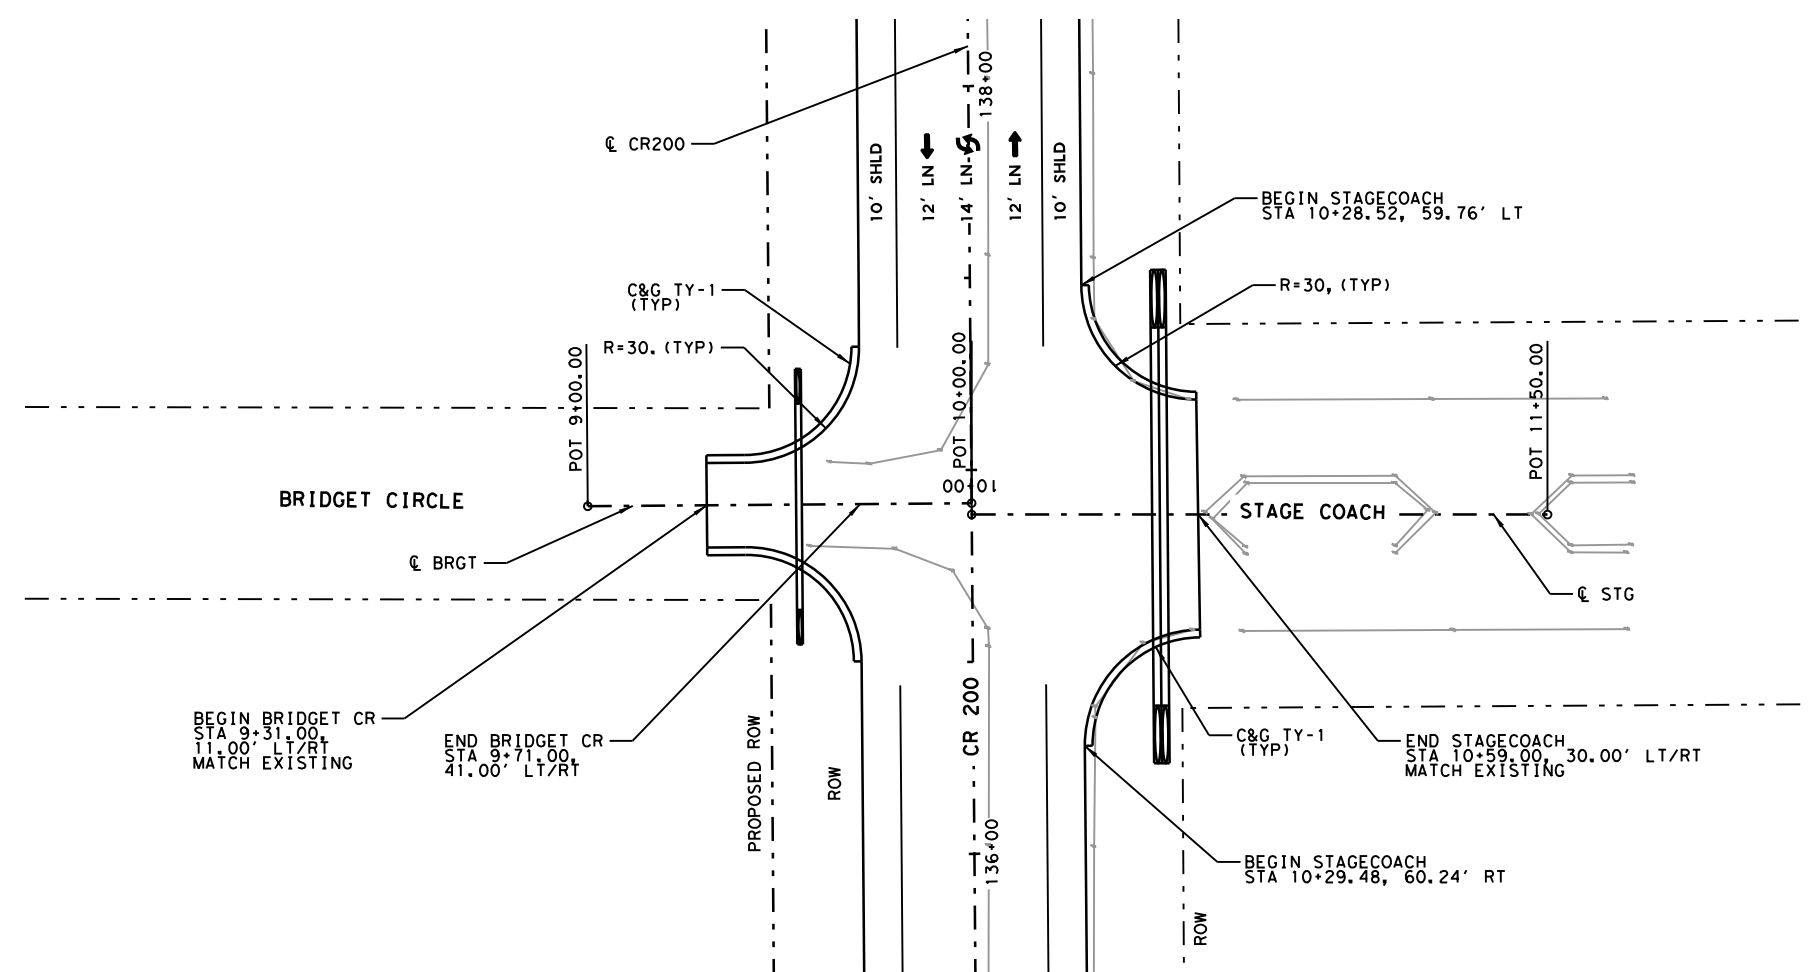 138+00
℄ CR200
10' SHLD
12' LN
14' LN
12' LN
10' SHLD
BEGIN STAGECOACH
STA 10+28.52, 59.76' LT
C&G TY-1
(TYP)
R=30, (TYP)
R=30. (TYP)
POT 9+00.00
POT 10+00.00
POT 11+50.00
10+00
BRIDGET CIRCLE
STAGE COACH
℄ BRGT
℄ STG
BEGIN BRIDGET CR
STA 9+31.00,
11.00' LT/RT
MATCH EXISTING
END BRIDGET CR
STA 9+71.00,
41.00' LT/RT
PROPOSED ROW
ROW
CR 200
136+00
C&G TY-1
(TYP)
END STAGECOACH
STA 10+59.00, 30.00' LT/RT
MATCH EXISTING
BEGIN STAGECOACH
STA 10+29.48, 60.24' RT
ROW